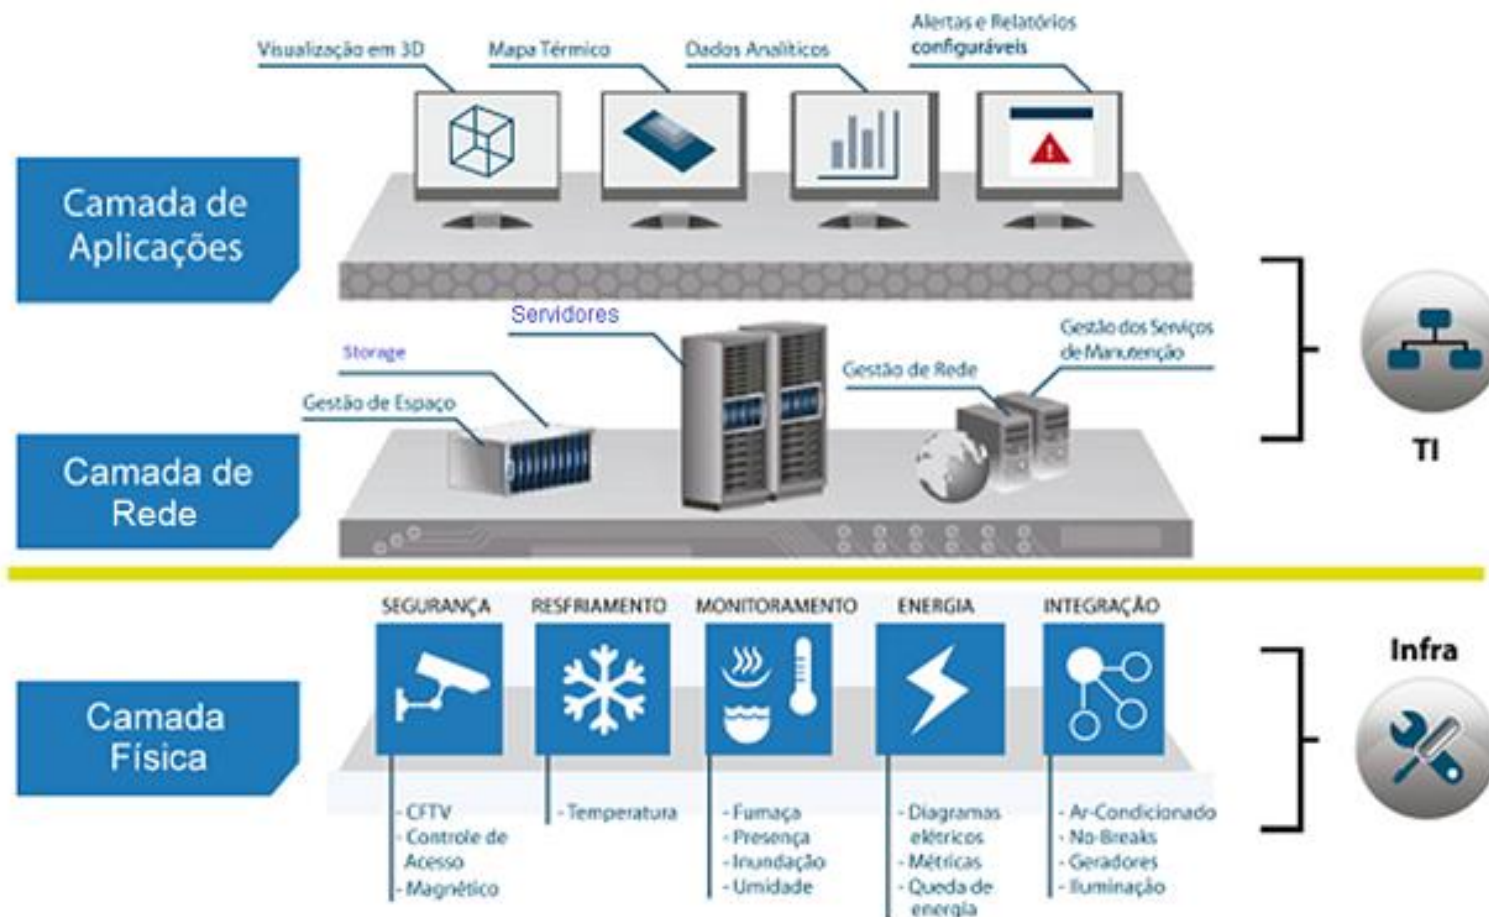 Visualização em 3D
Mapa Térmico
Dados Analíticos
Alertas e Relatórios
configuráveis
Camada de
Aplicações
Servidores
Storage
Gestão de Espaço
Gestão de Rede
Gestão dos Serviços
de Manutenção
TI
Camada de
Rede
SEGURANÇA
RESFRIAMENTO
MONITORAMENTO
ENERGIA
INTEGRAÇÃO
Infra
Camada
Física
- CFTV
- Controle de
Acesso
- Magnético
- Temperatura
- Fumaça
- Presença
- Inundação
- Umidade
- Diagramas
elétricos
- Métricas
- Queda de
energia
- Ar-Condicionado
- No-Breaks
- Geradores
- Iluminação